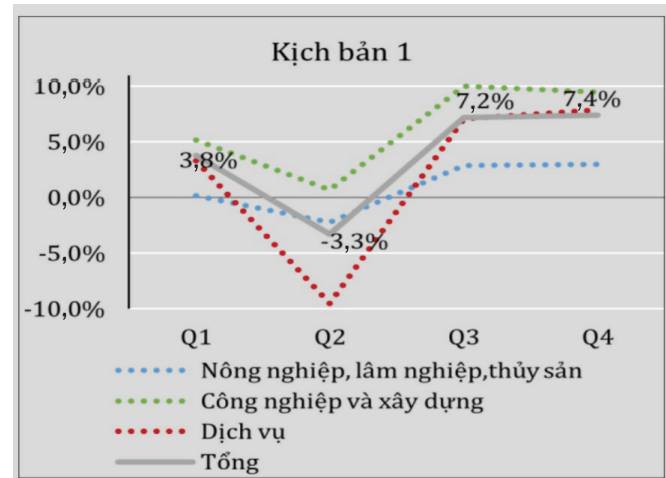 Kịch bản 1
10,0%
7,2%
7,4%
5,0%
3,8%
0,0%
-3,3%
-5,0%
-10,0%
Q1 Q2 Q3 Q4
Nông nghiệp, lâm nghiệp,thủy sản
Công nghiệp và xây dựng
Dịch vụ
Tổng